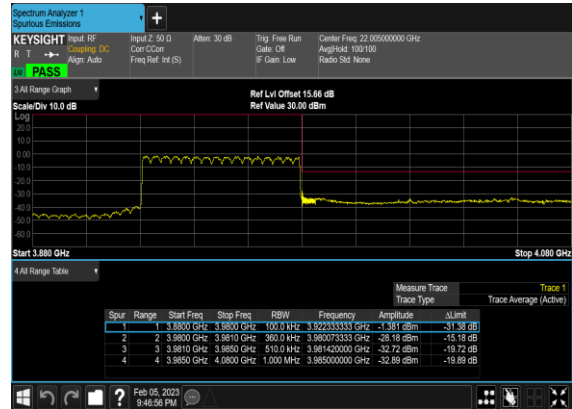 Spectrum Analyzer 1
Spurious Emissions
KEYSIGHT Input: RF Input Z: 50 Ω Atten: 30 dB Trig: Free Run Center Freq: 22.005000000 GHz
R T Coupling: DC Corr CCorr Gate: Off Avg|Hold: 100/100
Align: Auto Freq Ref: Int (S) IF Gain: Low Radio Std: None
LW PASS
3 All Range Graph
Ref Lvl Offset 15.66 dB
Scale/Div 10.0 dB Ref Value 30.00 dBm
Log
20.0
10.0
0.00
-10.0
-20.0
-30.0
-40.0
-50.0
-60.0
Start 3.880 GHz Stop 4.080 GHz
4 All Range Table
Measure Trace Trace 1
Trace Type Trace Average (Active)
Spur Range Start Freq Stop Freq RBW Frequency Amplitude ΔLimit
1 1 3.8800 GHz 3.9800 GHz 100.0 kHz 3.922333333 GHz -1.381 dBm -31.38 dB
2 2 3.9800 GHz 3.9810 GHz 360.0 kHz 3.980073333 GHz -28.18 dBm -15.18 dB
3 3 3.9810 GHz 3.9850 GHz 510.0 kHz 3.981420000 GHz -32.72 dBm -19.72 dB
4 4 3.9850 GHz 4.0800 GHz 1.000 MHz 3.985000000 GHz -32.89 dBm -19.89 dB
Feb 05, 2023
9:46:56 PM